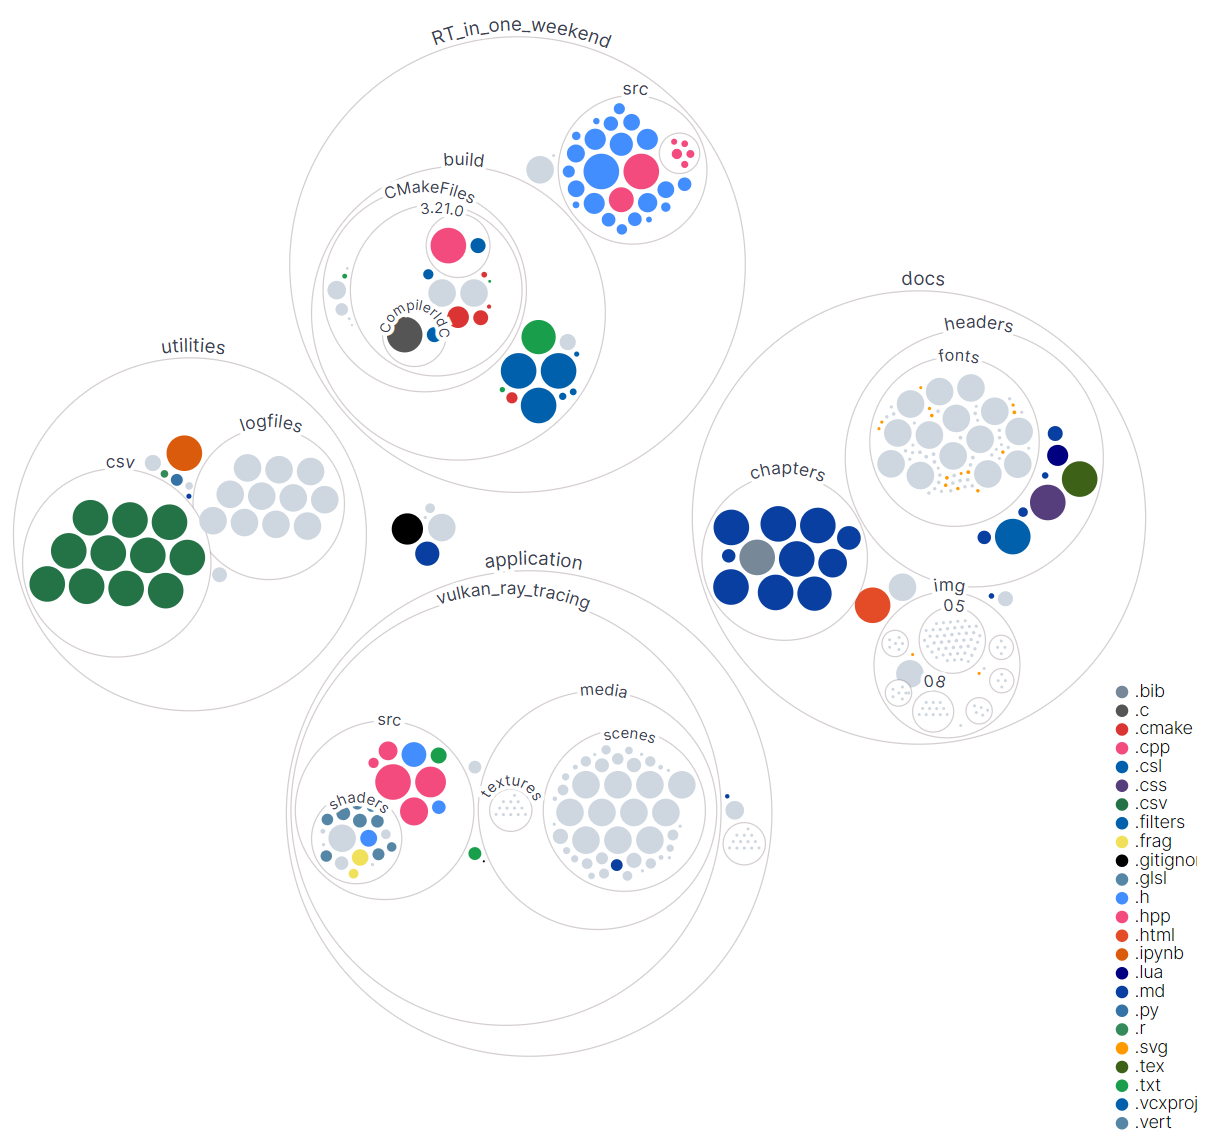 RT_in_one_weekend
src
build
CMakeFiles
3.21.0
CompilerIdC
docs
headers
fonts
utilities
logfiles
csv
chapters
application
vulkan_ray_tracing
img
05
08
media
src
scenes
textures
shaders
.bib
.c
.cmake
.cpp
.csl
.css
.csv
.filters
.frag
.gitignor
.glsl
.h
.hpp
.html
.ipynb
.lua
.md
.py
.r
.svg
.tex
.txt
.vcxproj
.vert